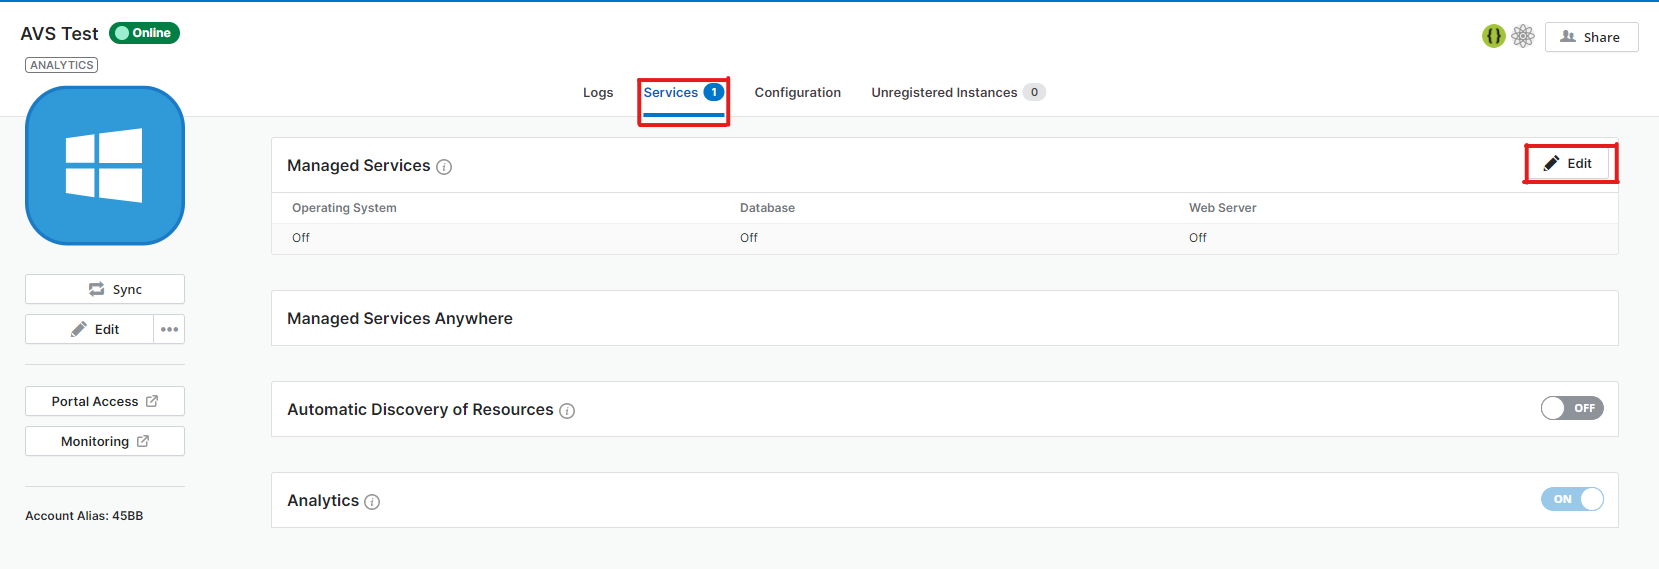 AVS Test Online
ANALYTICS
Share
Logs Services 1 Configuration Unregistered Instances 0
Managed Services i
Edit
Operating System Database Web Server
Off Off Off
Sync
Edit
Managed Services Anywhere
Portal Access
Monitoring
Automatic Discovery of Resources i
OFF
Analytics i
ON
Account Alias: 45BB